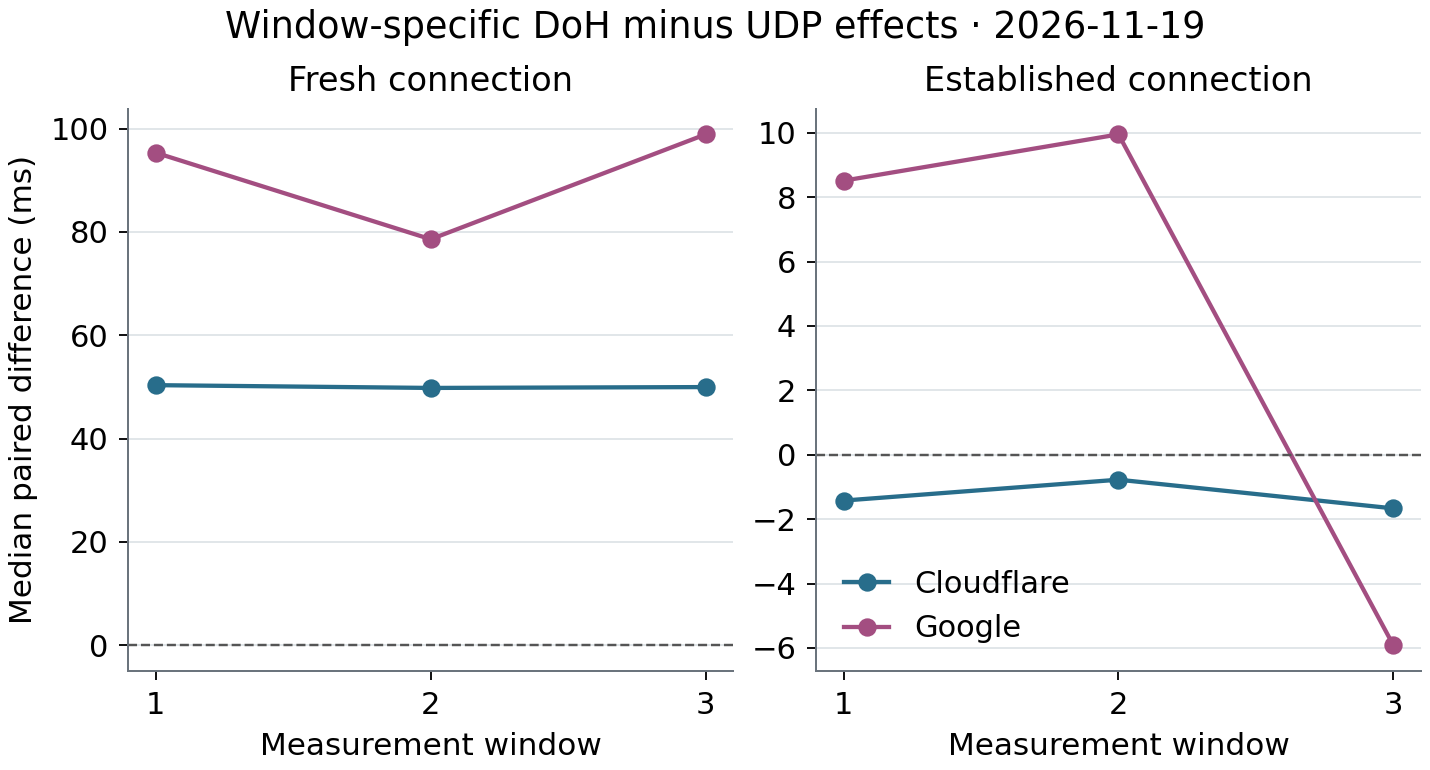 Window-specific DoH minus UDP effects · 2026-11-19
Fresh connection
Median paired difference (ms)
100
80
60
40
20
0
1 2 3
Measurement window
Established connection
10
8
6
4
2
0
−2
−4
−6
Cloudflare
Google
1 2 3
Measurement window